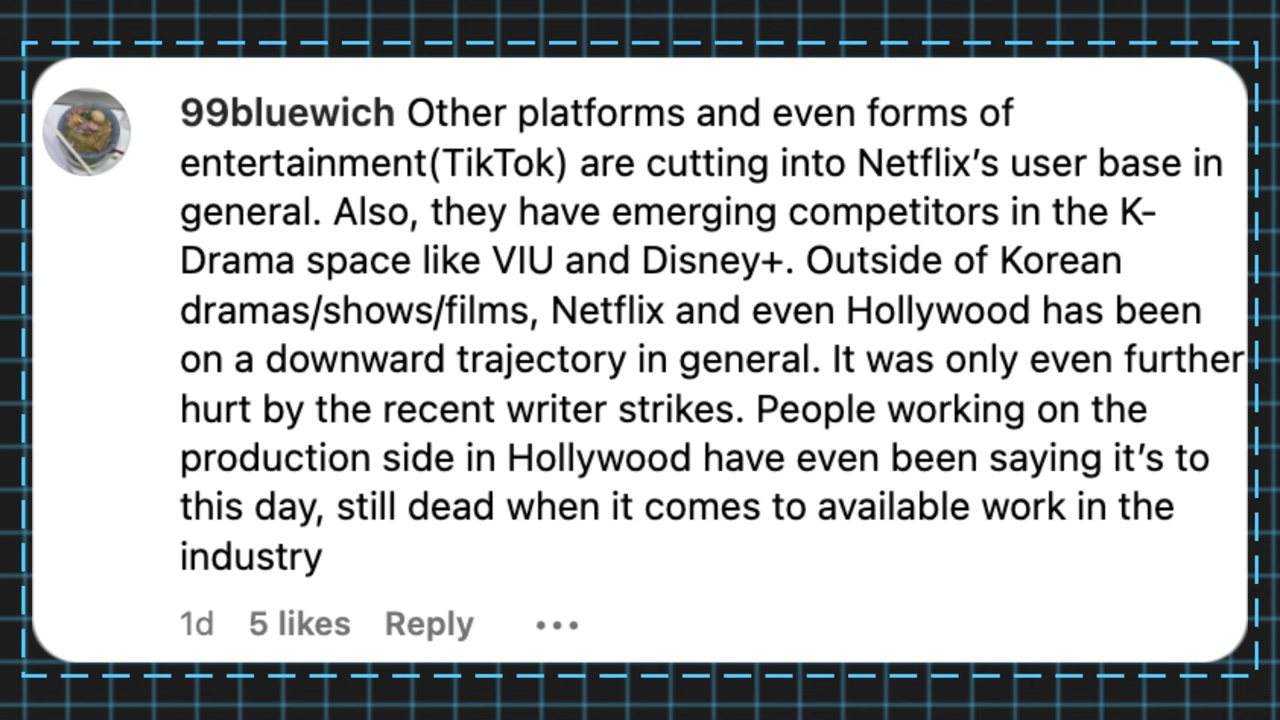 99bluewich Other platforms and even forms of
entertainment(TikTok) are cutting into Netflix’s user base in
general. Also, they have emerging competitors in the K-
Drama space like VIU and Disney+. Outside of Korean
dramas/shows/films, Netflix and even Hollywood has been
on a downward trajectory in general. It was only even further
hurt by the recent writer strikes. People working on the
production side in Hollywood have even been saying it’s to
this day, still dead when it comes to available work in the
industry
1d 5 likes Reply •••